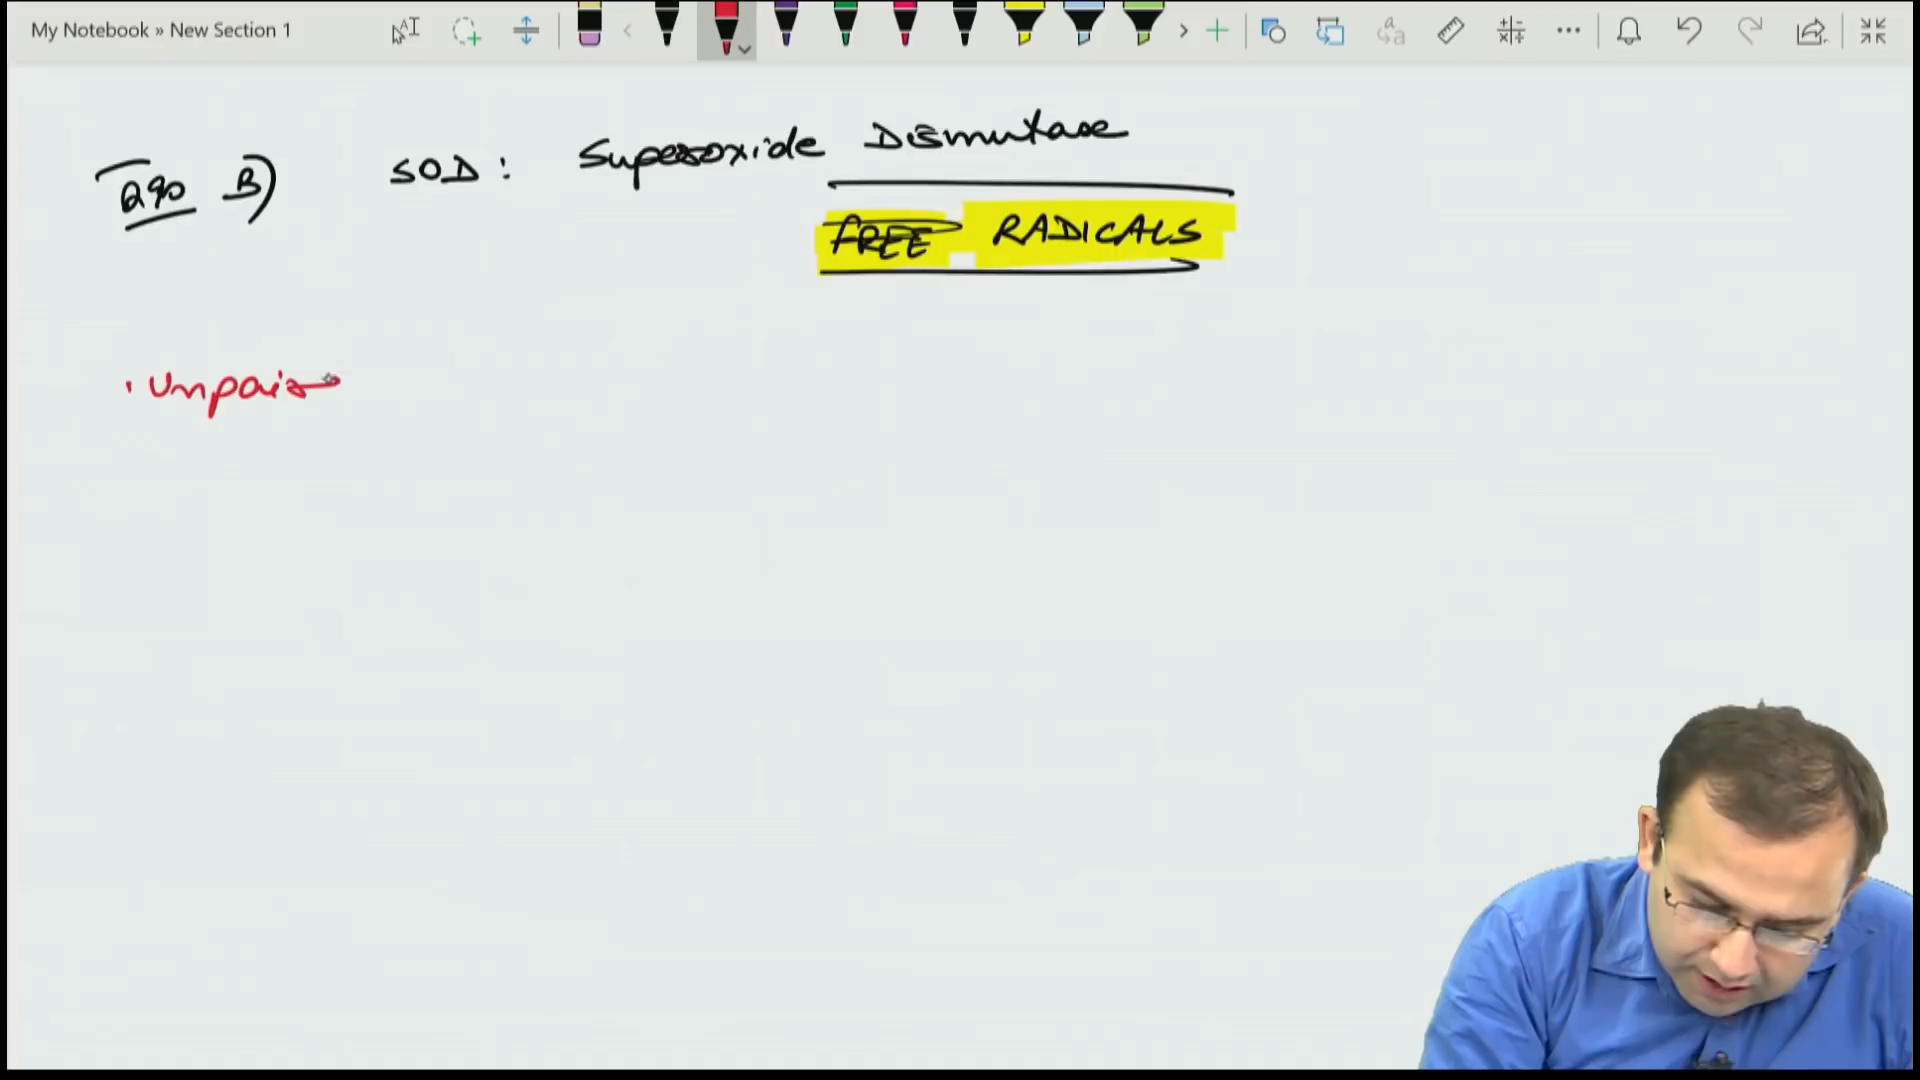 My Notebook » New Section 1
Q90 B) SOD: Superoxide Dismutase
FREE RADICALS
. Unpair